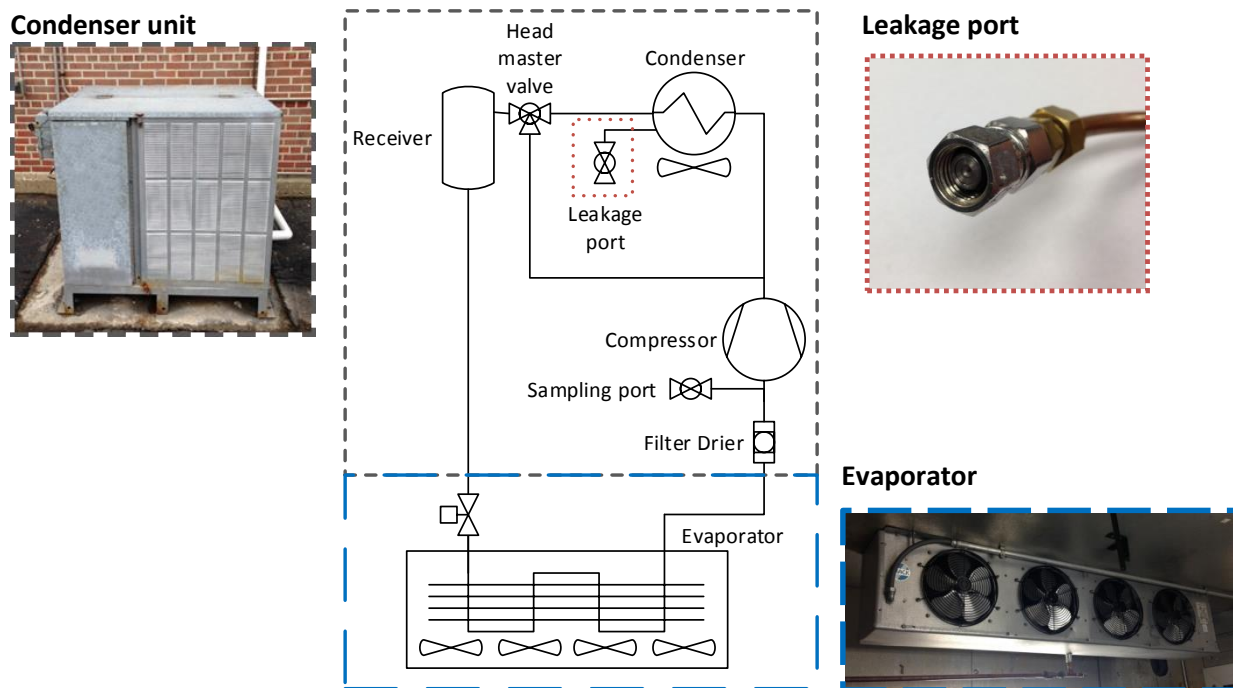 Condenser unit
Head
master
valve
Condenser
Leakage port
Receiver
Leakage
port
Compressor
Sampling port
Filter Drier
Evaporator
Evaporator